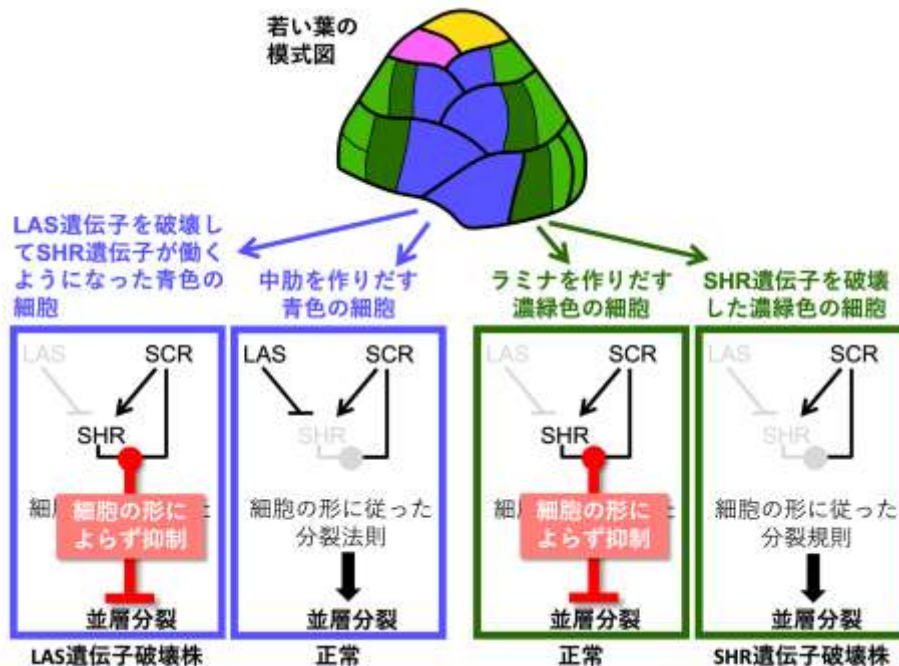 若い葉の
模式図
LAS遺伝子を破壊し
てSHR遺伝子が働く
ようになった青色の
細胞
中肋を作りだす
青色の細胞
ラミナを作りだす
濃緑色の細胞
SHR遺伝子を破壊
した濃緑色の細胞
LAS
SCR
SHR
細胞の形に
よらず抑制
並層分裂
LAS遺伝子破壊株
LAS
SCR
SHR
細胞の形に従った
分裂法則
並層分裂
正常
LAS
SCR
SHR
細胞の形に
よらず抑制
並層分裂
正常
LAS
SCR
SHR
細胞の形に従った
分裂規則
並層分裂
SHR遺伝子破壊株